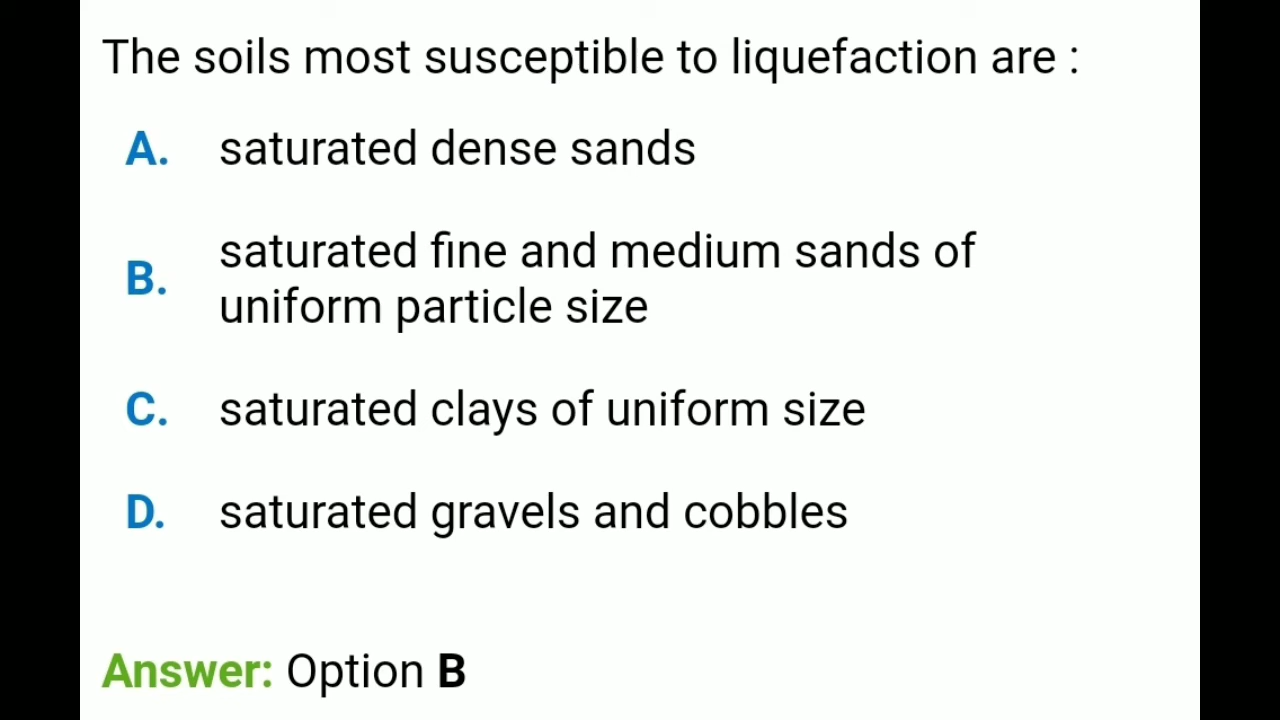 The soils most susceptible to liquefaction are :
A. saturated dense sands
B. saturated fine and medium sands of
uniform particle size
C. saturated clays of uniform size
D. saturated gravels and cobbles
Answer: Option B